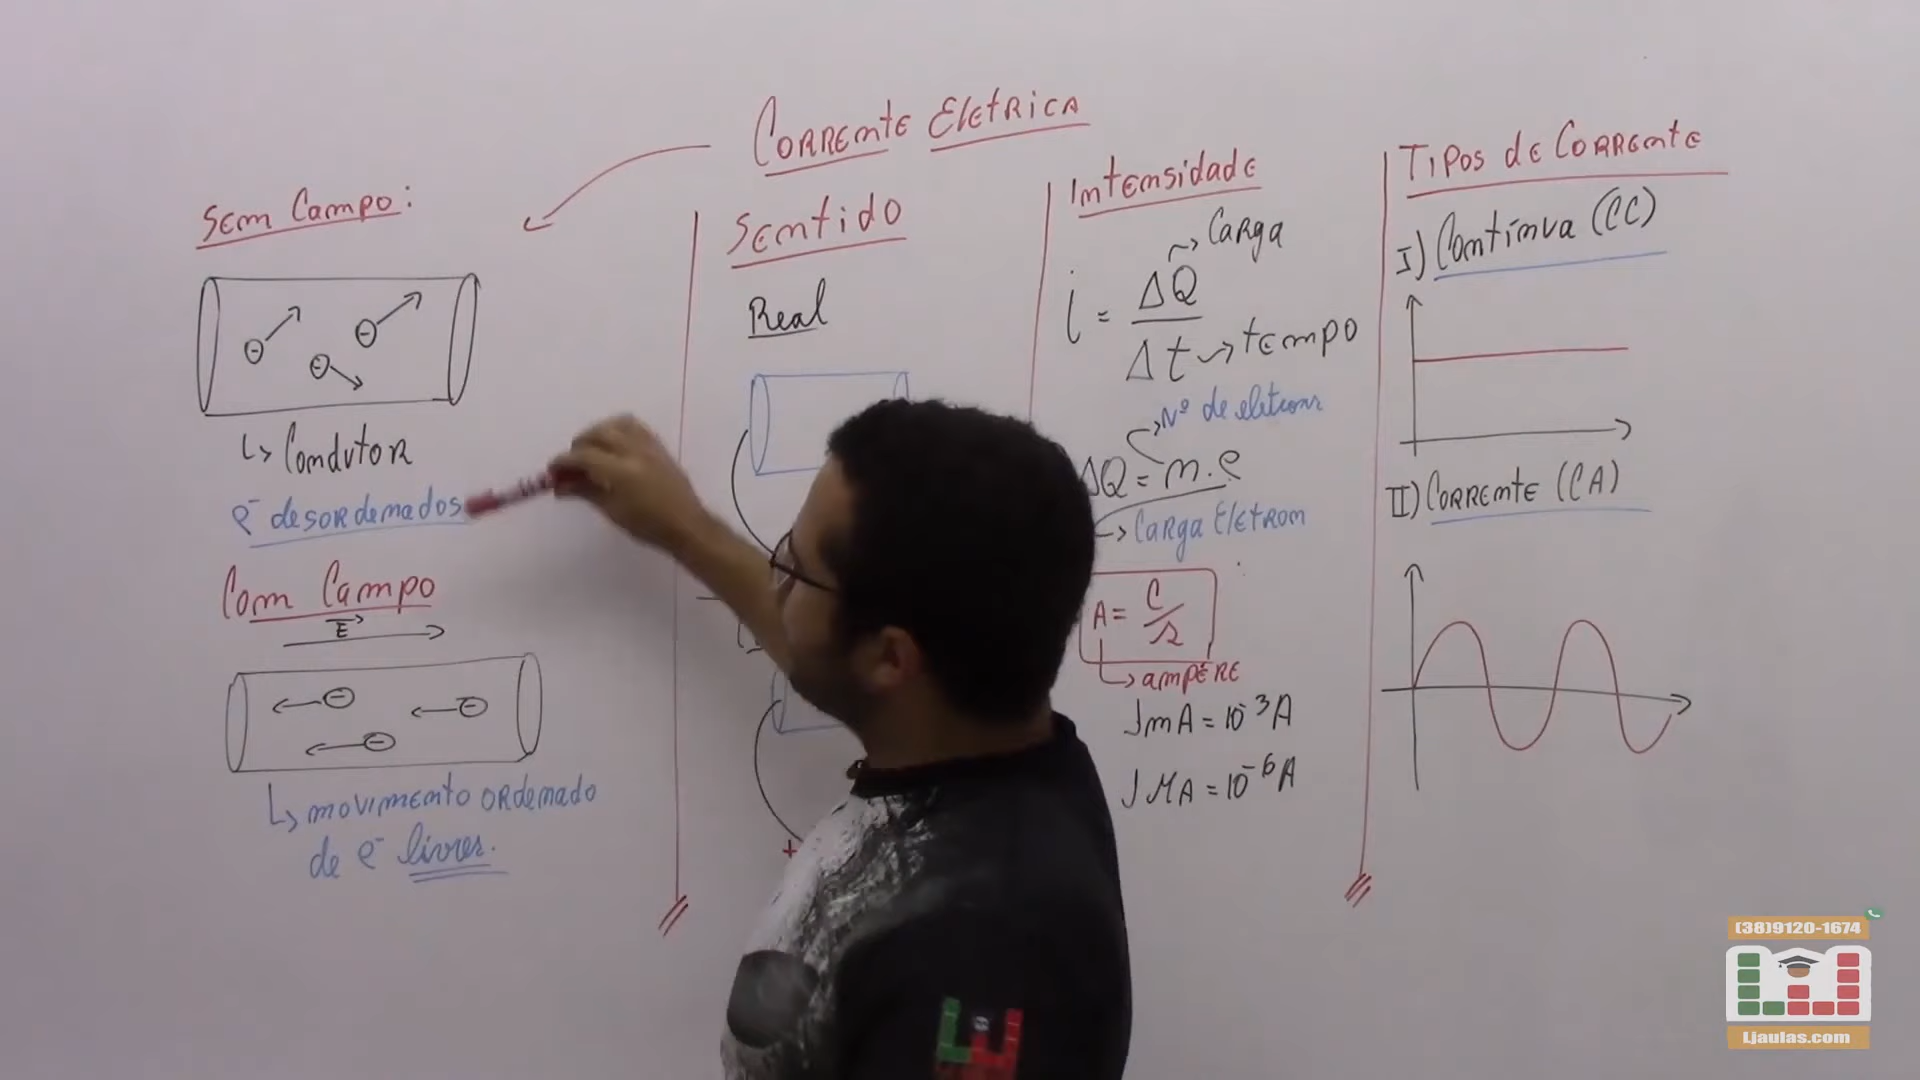 Corrente Eletrica
Sem Campo:
Condutor
e⁻ desordenados
Com Campo
E
movimento ordenado
de e⁻ livres.
Sentido
Real
+
Intensidade
Carga
i = ΔQ
Δt → tempo
Nº de eletrons
ΔQ = n.e
→ Carga Eletron
A = C/s
→ ampére
1mA = 10⁻³A
1μA = 10⁻⁶A
Tipos de Corrente
I) Contínua (CC)
II) Corrente (CA)
(38)9120-1674
Ljaulas.com